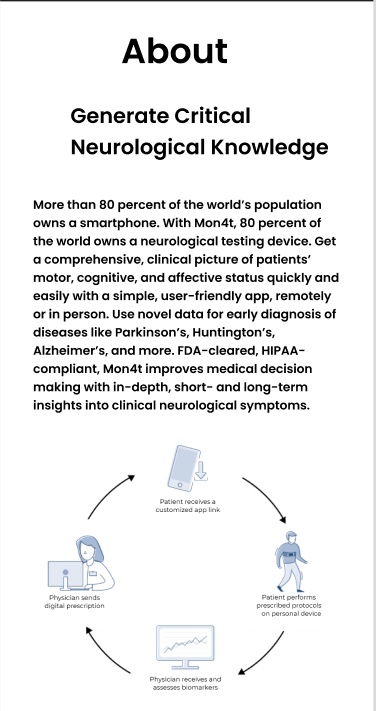 About
Generate Critical
Neurological Knowledge
More than 80 percent of the world's population
owns a smartphone. With Mon4t, 80 percent of
the world owns a neurological testing device. Get
a comprehensive, clinical picture of patients'
motor, cognitive, and affective status quickly and
easily with a simple, user-friendly app, remotely
or in person. Use novel data for early diagnosis of
diseases like Parkinson's, Huntington's,
Alzheimer's, and more. FDA-cleared, HIPAA-
compliant, Mon4t improves medical decision
making with in-depth, short- and long-term
insights into clinical neurological symptoms.
Patient receives a
customized app link
Patient performs
prescribed protocols
on personal device
Physician receives and
assesses biomarkers
Physician sends
digital prescription